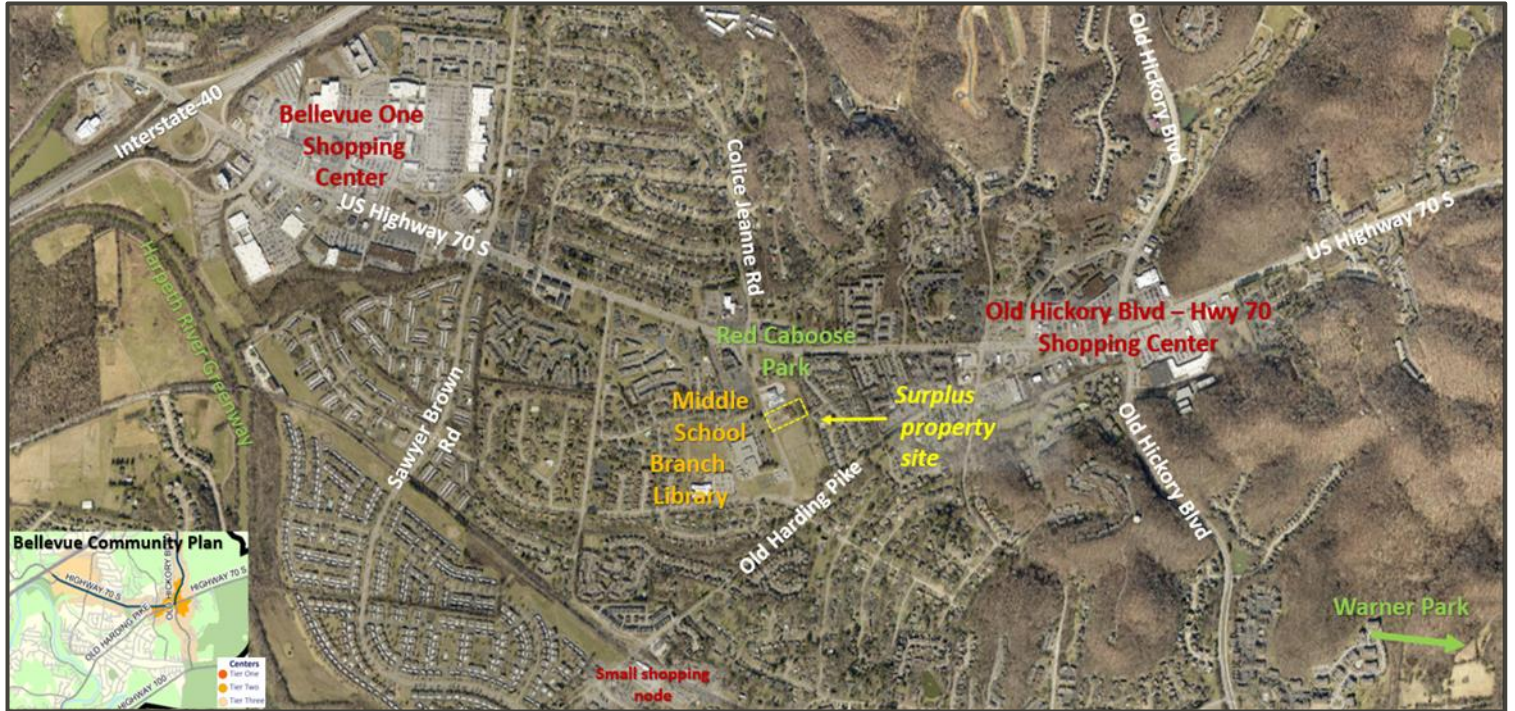 Interstate-40
Bellevue One
Shopping
Center
US Highway 70 S
Harpeth River Greenway
Colice Jeanne Rd
Old Hickory Blvd
US Highway 70 S
Old Hickory Blvd – Hwy 70
Shopping Center
Red Caboose
Park
Middle
School
Branch
Library
Surplus
property
site
Sawyer Brown
Rd
Old Harding Pike
Old Hickory Blvd
Warner Park
Small shopping
node
Bellevue Community Plan
HIGHWAY 70 S
OLD HICKORY B
HIGHWAY 70 S
OLD HARDING PIKE
HIGHWAY 100
Centers
Tier One
Tier Two
Tier Three